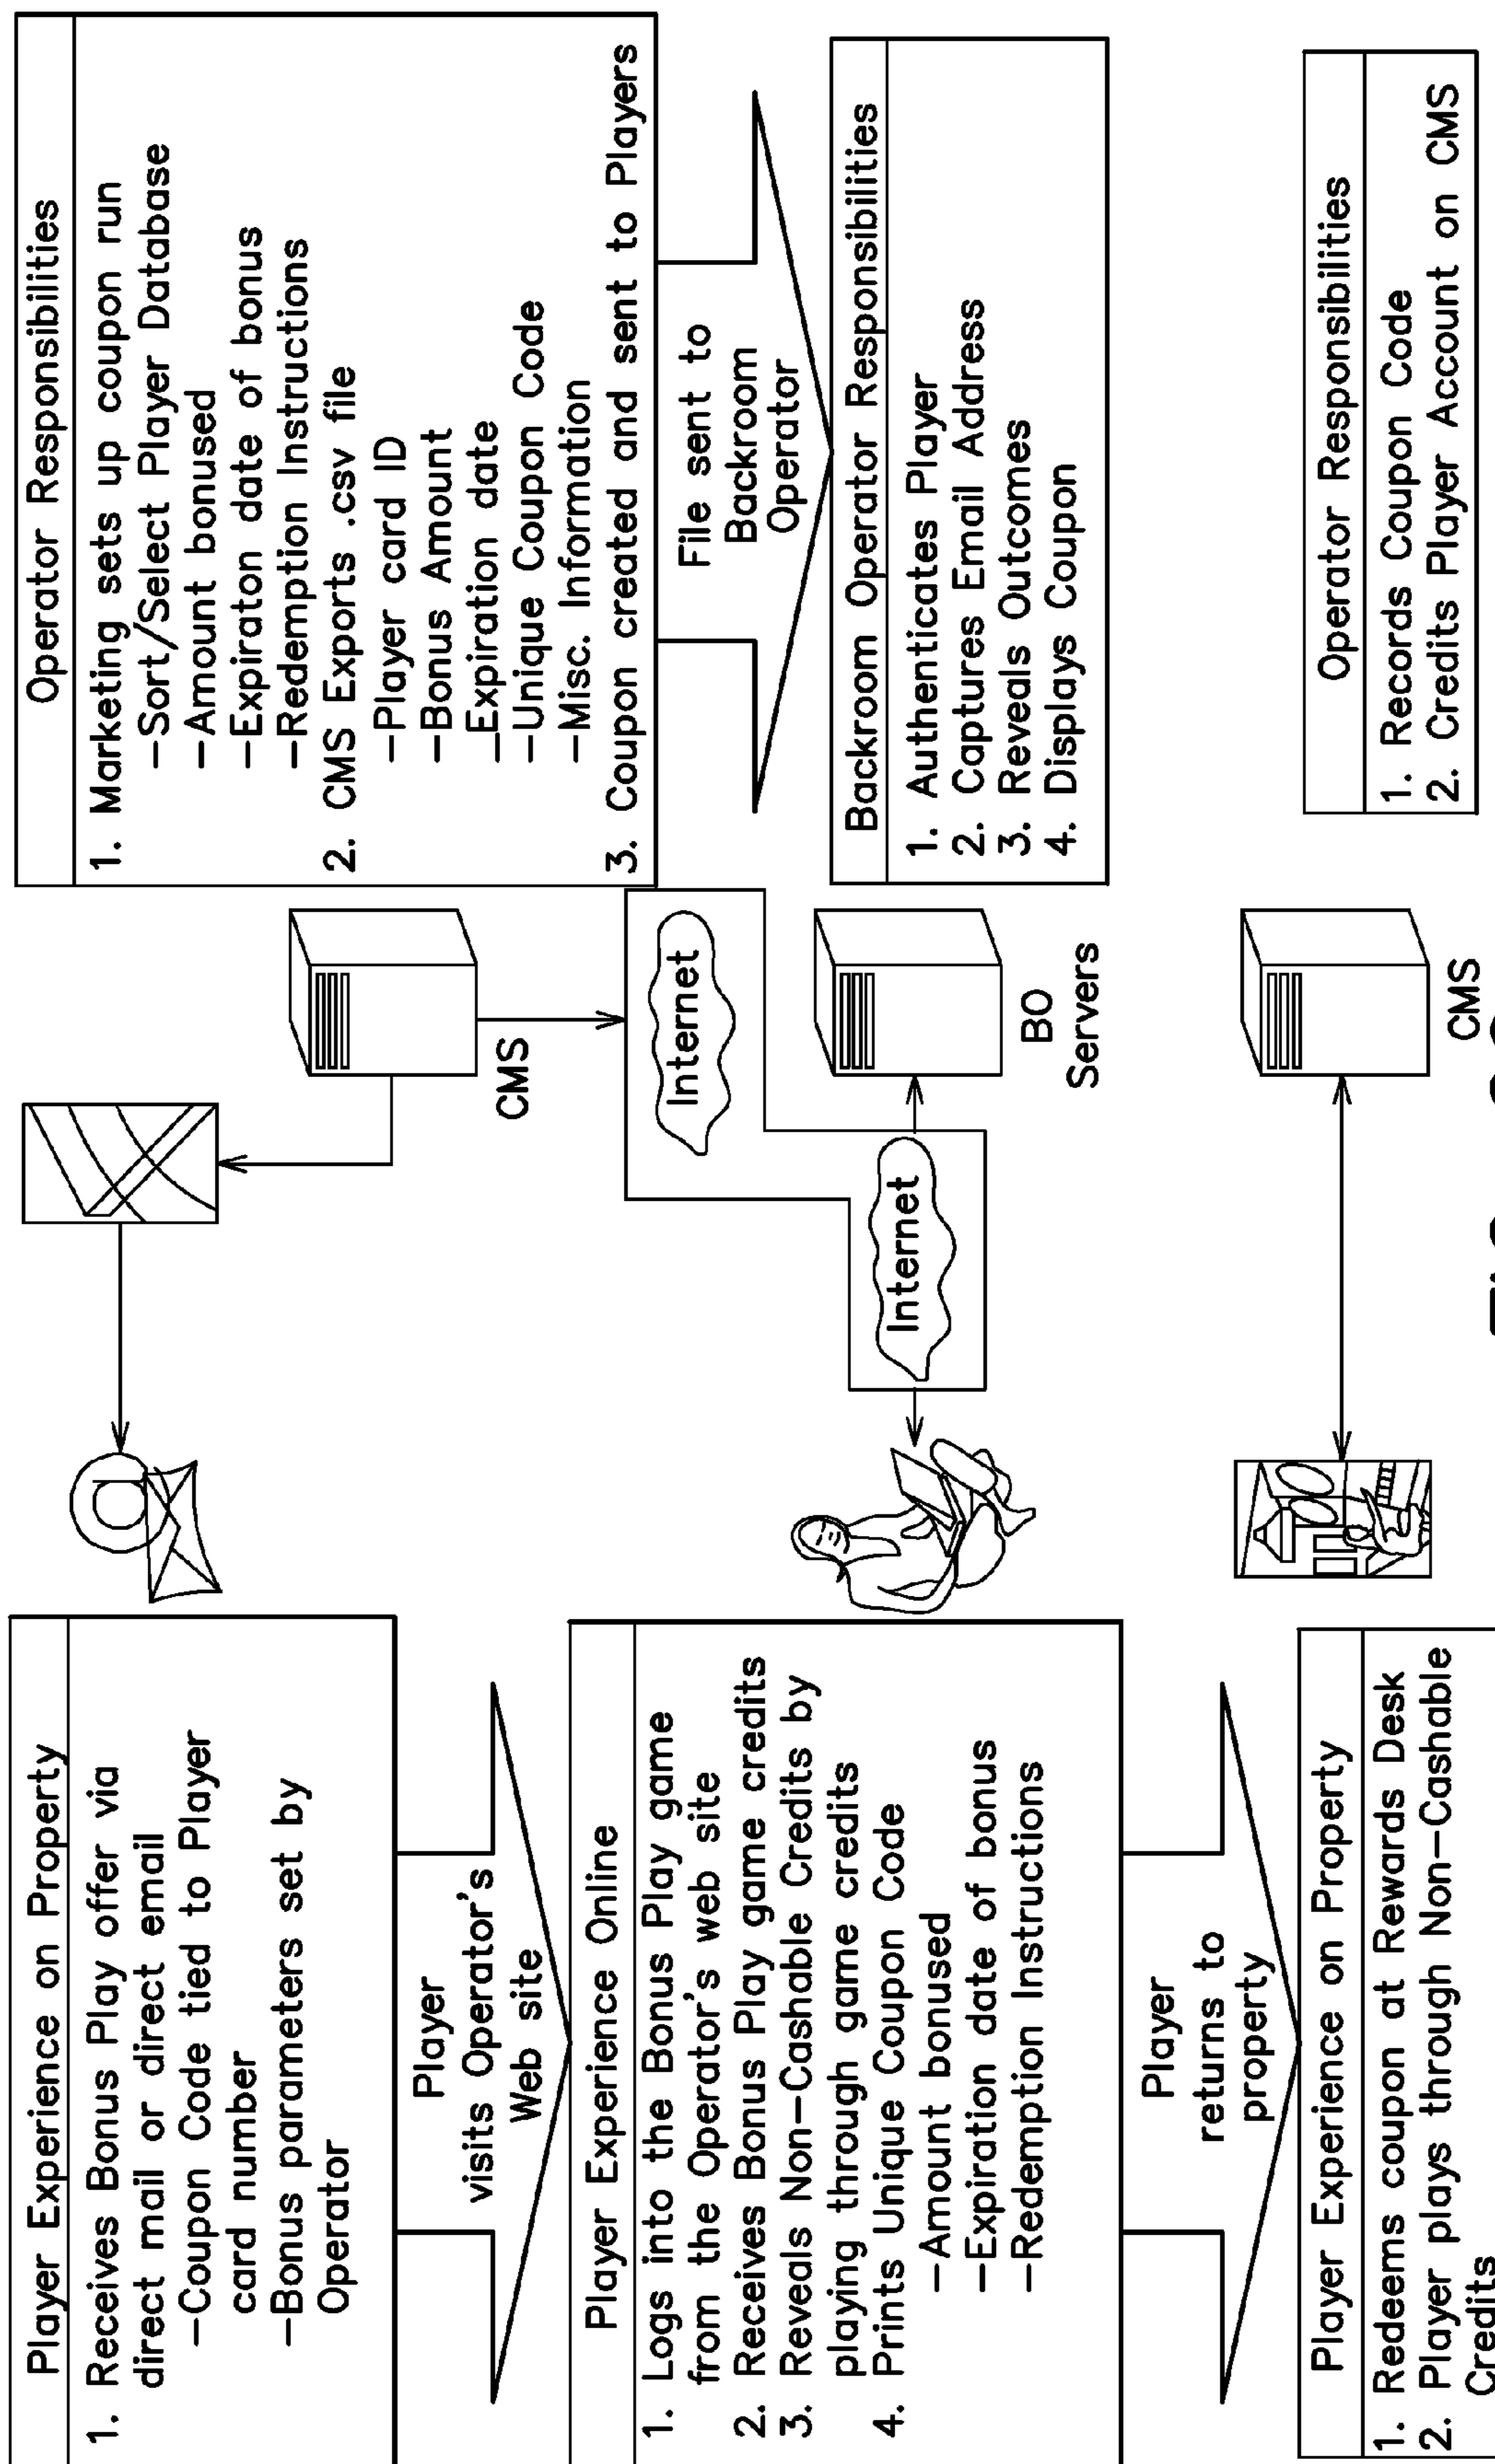 Player Experience on Property
1. Receives Bonus Play offer via
direct mail or direct email
–Coupon Code tied to Player
card number
–Bonus parameters set by
Operator
Player
visits Operator's
Web site
Player Experience Online
1. Logs into the Bonus Play game
from the Operator's web site
2. Receives Bonus Play game credits
3. Reveals Non–Cashable Credits by
playing through game credits
4. Prints Unique Coupon Code
–Amount bonused
–Expiration date of bonus
–Redemption Instructions
Player
returns to
property
Player Experience on Property
1. Redeems coupon at Rewards Desk
2. Player plays through Non–Cashable
Credits
CMS
Internet
Internet
BO
Servers
CMS
Operator Responsibilities
1. Marketing sets up coupon run
–Sort/Select Player Database
–Amount bonused
–Expiraton date of bonus
–Redemption Instructions
2. CMS Exports .csv file
–Player card ID
–Bonus Amount
–Expiration date
–Unique Coupon Code
–Misc. Information
3. Coupon created and sent to Players
File sent to
Backroom
Operator
Backroom Operator Responsibilities
1. Authenticates Player
2. Captures Email Address
3. Reveals Outcomes
4. Displays Coupon
Operator Responsibilities
1. Records Coupon Code
2. Credits Player Account on CMS